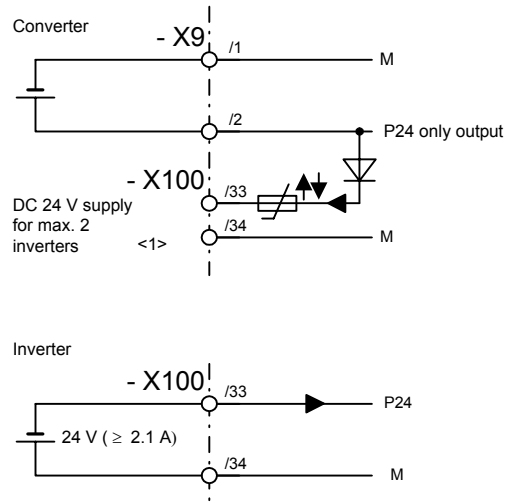 Converter
- X9
/1
M
/2
P24 only output
- X100
/33
DC 24 V supply
for max. 2
inverters
<1>
/34
M
Inverter
- X100
/33
P24
24 V ( ≥ 2.1 A)
/34
M